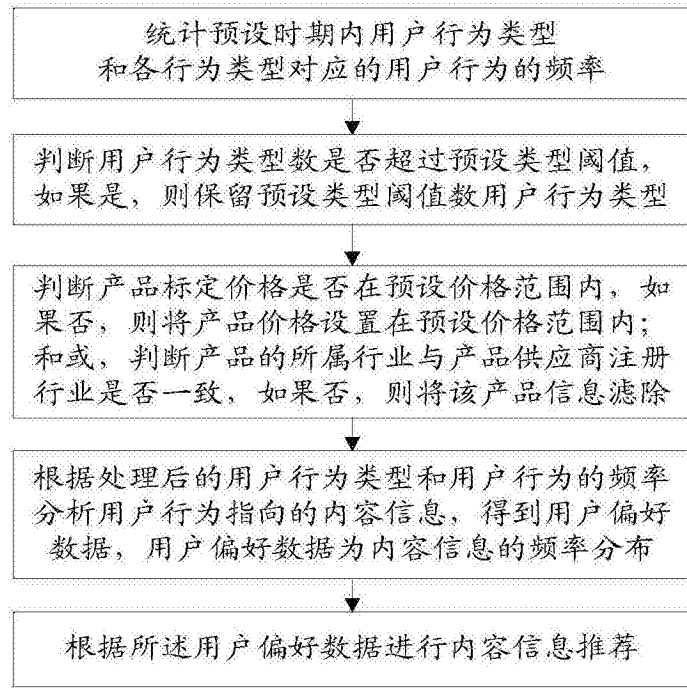 统计预设时期内用户行为类型
和各行为类型对应的用户行为的频率
判断用户行为类型数是否超过预设类型阈值，
如果是，则保留预设类型阈值数用户行为类型
判断产品标定价格是否在预设价格范围内，如
果否，则将产品价格设置在预设价格范围内；
和或，判断产品的所属行业与产品供应商注册
行业是否一致，如果否，则将该产品信息滤除
根据处理后的用户行为类型和用户行为的频率
分析用户行为指向的内容信息，得到用户偏好
数据，用户偏好数据为内容信息的频率分布
根据所述用户偏好数据进行内容信息推荐